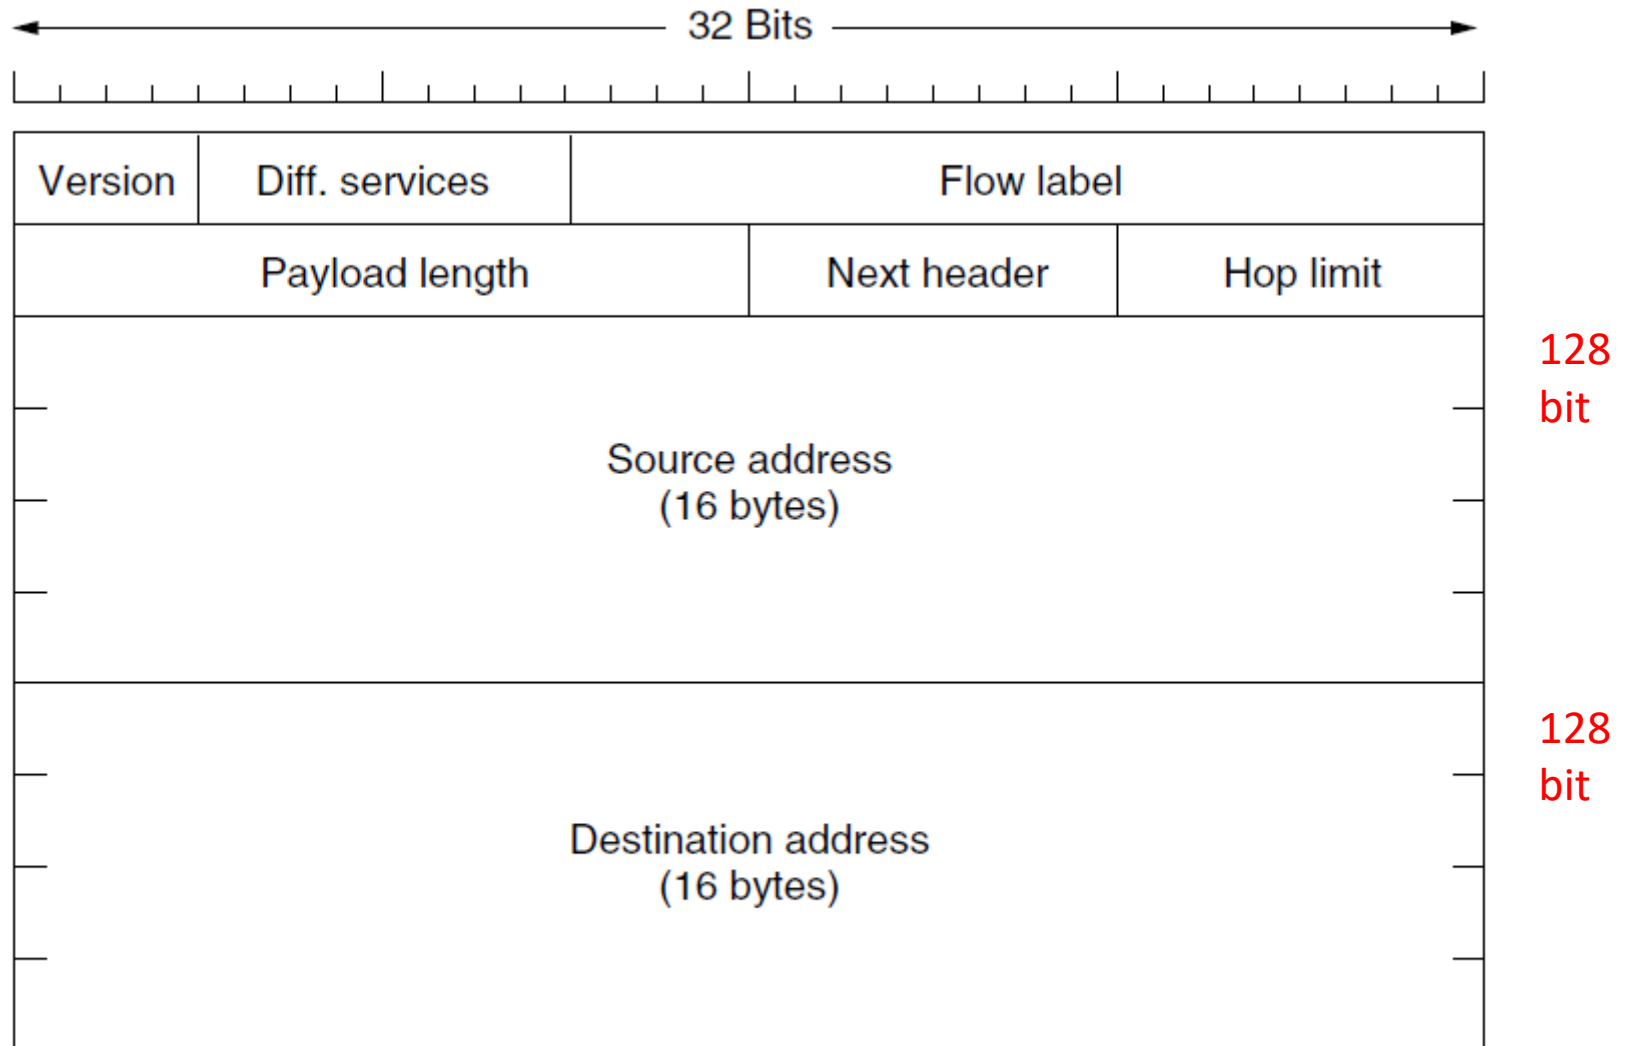 32 Bits
Version Diff. services Flow label
Payload length Next header Hop limit
128
bit
Source address
(16 bytes)
128
bit
Destination address
(16 bytes)